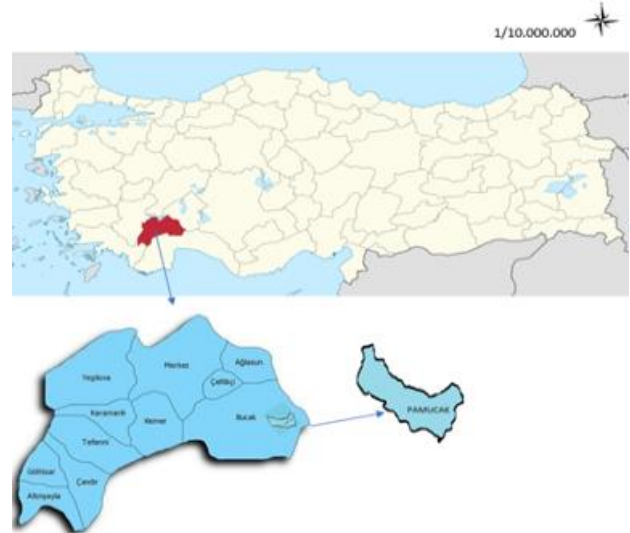 1/10.000.000
Yeşilova
Merkez
Ağlasun
Çeltikçi
Karamanlı
Kemer
Bucak
Tefenni
Gölhisar
Çavdır
Altınyayla
PAMUCAK